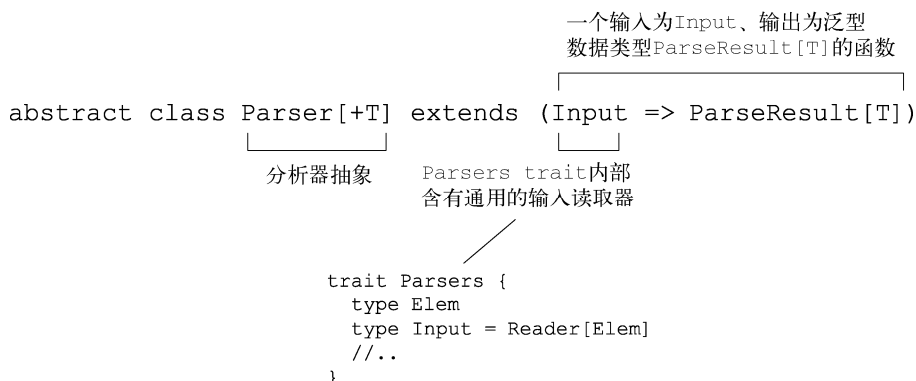 一个输入为Input、输出为泛型
数据类型ParseResult[T]的函数
abstract class Parser[+T] extends (Input => ParseResult[T])
分析器抽象
Parsers trait内部
含有通用的输入读取器
trait Parsers {
  type Elem
  type Input = Reader[Elem]
  //..
}